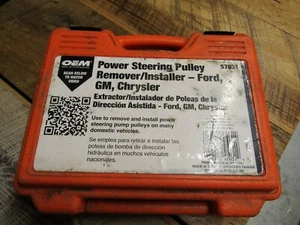 OEM
SCAN BELOW
TO WATCH
VIDEO
Power Steering Pulley
Remover/Installer – Ford,
GM, Chrysler
Extractor/Instalador de Poleas de la
Dirección Asistida – Ford, GM, Chrysler
Use to remove and install power
steering pump pulleys on many
domestic vehicles.
Se emplea para retirar e instalar las
poleas de bomba de dirección
hidráulica en muchos vehículos
nacionales.